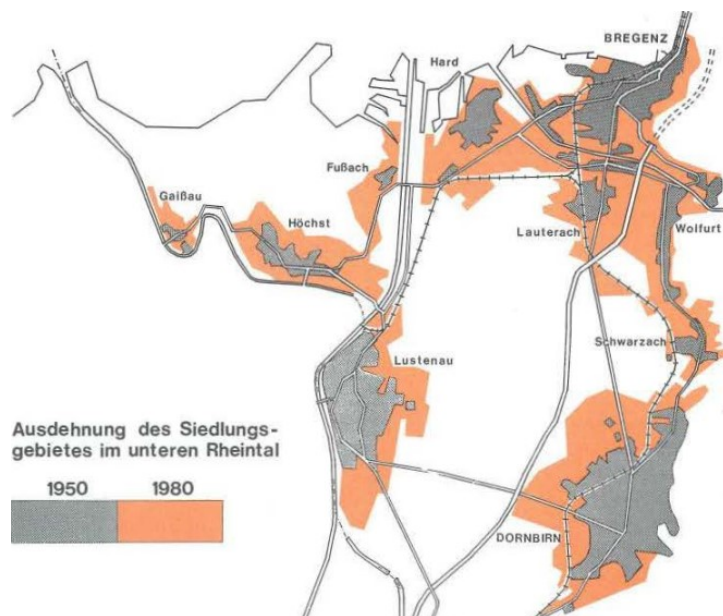 BREGENZ
Hard
Fußach
Gaißau
Höchst
Lauterach
Wolfurt
Schwarzach
Lustenau
Ausdehnung des Siedlungs-
gebietes im unteren Rheintal
1950 1980
DORNBIRN